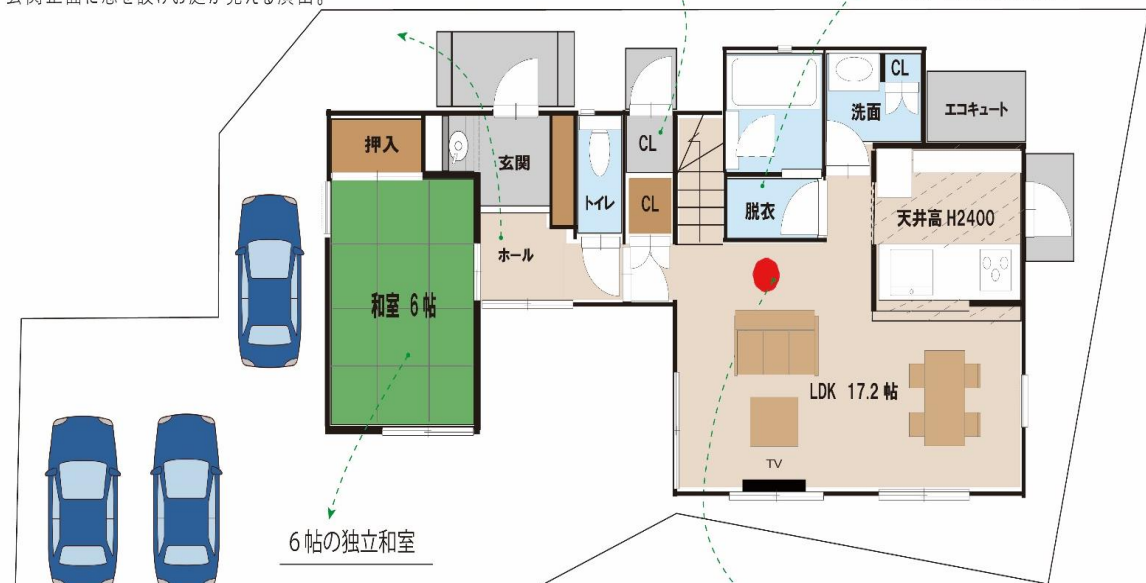 玄関正面に窓を設けお庭が見える演出。
CL
洗面
エコキュート
押入
玄関
CL
トイレ
CL
脱衣
天井高 H2400
ホール
和室 6 帖
LDK 17.2 帖
TV
6 帖の独立和室